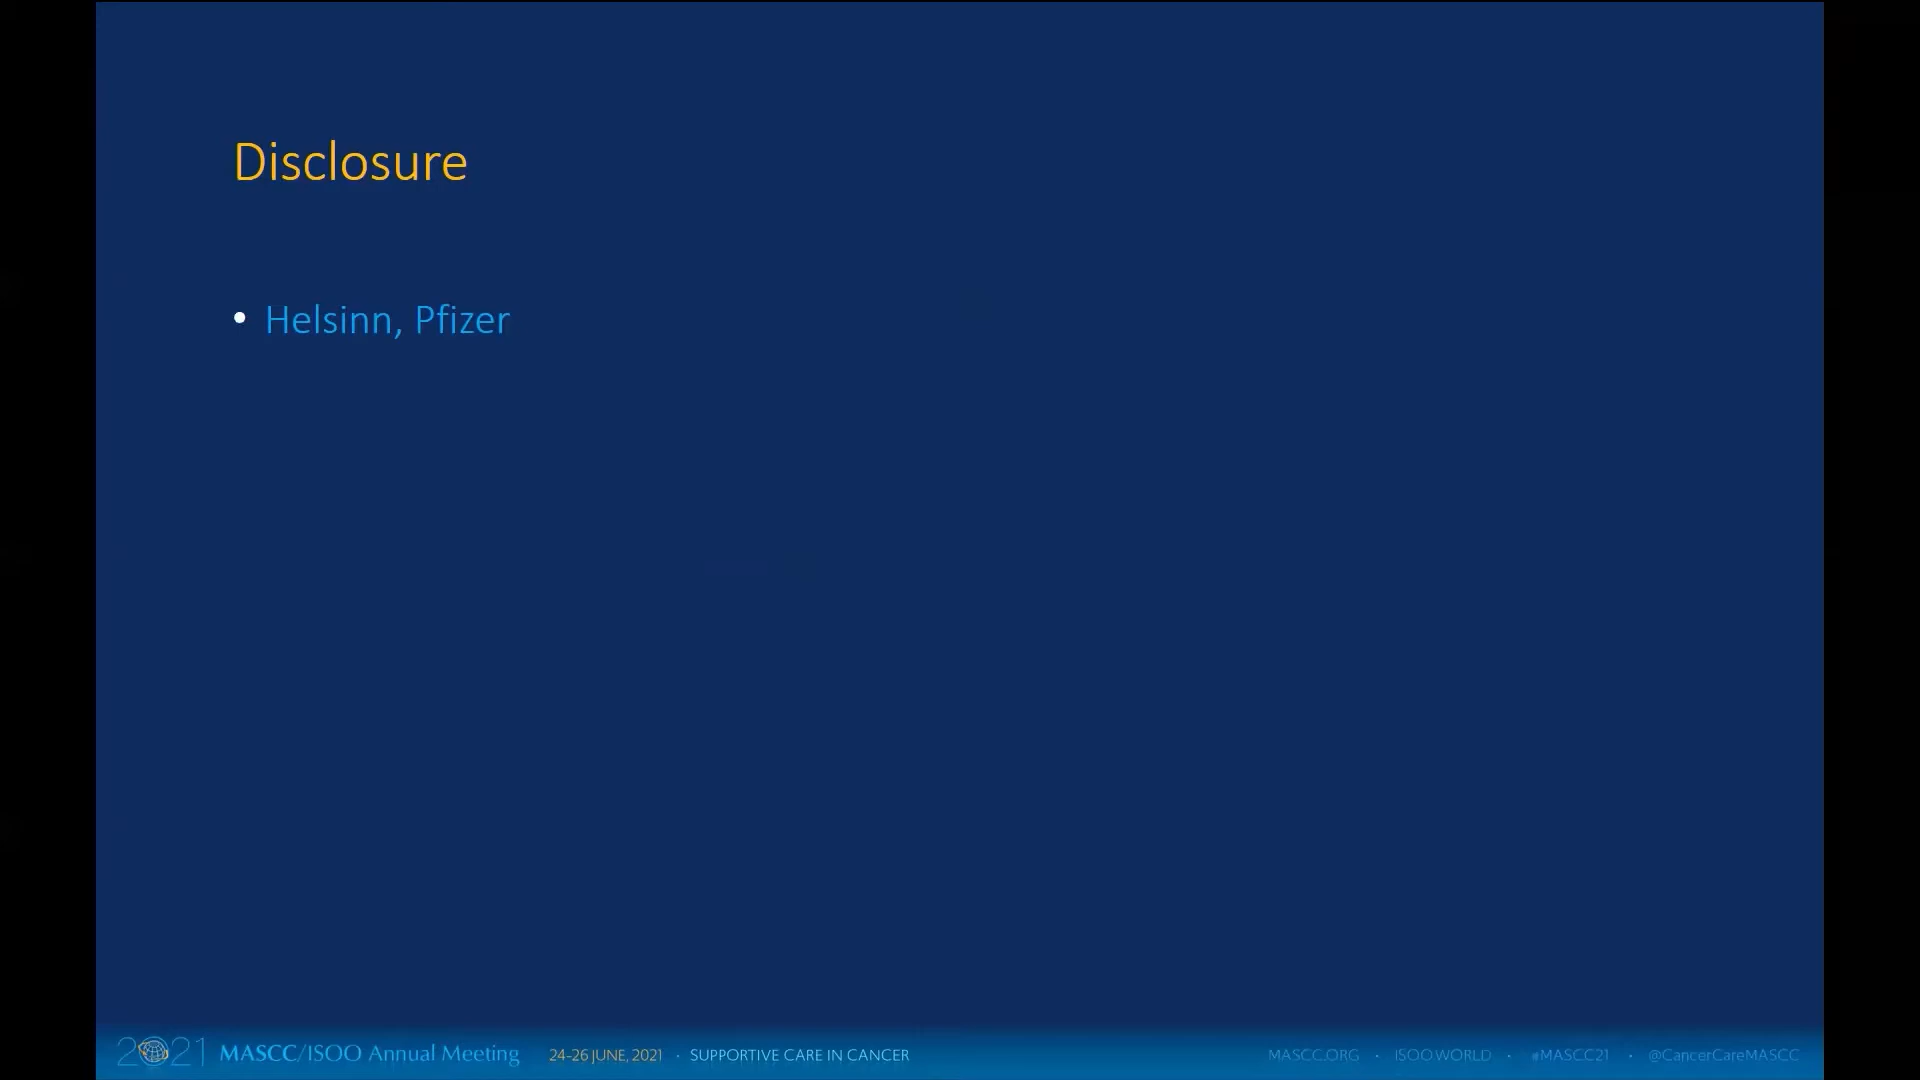 Disclosure
• Helsinn, Pfizer
2021 MASCC/ISOO Annual Meeting 24-26 JUNE, 2021 · SUPPORTIVE CARE IN CANCER MASCC.ORG · ISOO.WORLD · #MASCC21 · @CancerCareMASCC